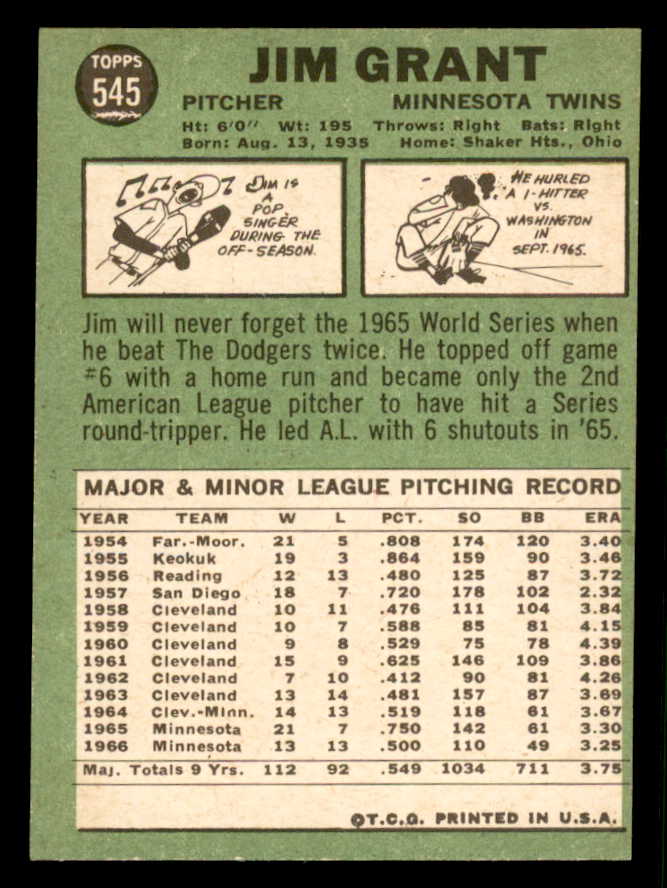 TOPPS
545
JIM GRANT
PITCHER MINNESOTA TWINS
Ht: 6'0" Wt: 195 Throws: Right Bats: Right
Born: Aug. 13, 1935 Home: Shaker Hts., Ohio
JIM IS
A
POP
SINGER
DURING THE
OFF-SEASON.
HE HURLED
A 1-HITTER
VS.
WASHINGTON
IN
SEPT. 1965.
Jim will never forget the 1965 World Series when
he beat The Dodgers twice. He topped off game
#6 with a home run and became only the 2nd
American League pitcher to have hit a Series
round-tripper. He led A.L. with 6 shutouts in '65.
MAJOR & MINOR LEAGUE PITCHING RECORD
YEAR TEAM W L PCT. SO BB ERA
1954 Far.-Moor. 21 5 .808 174 120 3.40
1955 Keokuk 19 3 .864 159 90 3.46
1956 Reading 12 13 .480 125 87 3.72
1957 San Diego 18 7 .720 178 102 2.32
1958 Cleveland 10 11 .476 111 104 3.84
1959 Cleveland 10 7 .588 85 81 4.15
1960 Cleveland 9 8 .529 75 78 4.39
1961 Cleveland 15 9 .625 146 109 3.86
1962 Cleveland 7 10 .412 90 81 4.26
1963 Cleveland 13 14 .481 157 87 3.69
1964 Clev.-Minn. 14 13 .519 118 61 3.67
1965 Minnesota 21 7 .750 142 61 3.30
1966 Minnesota 13 13 .500 110 49 3.25
Maj. Totals 9 Yrs. 112 92 .549 1034 711 3.75
©T.C.G. PRINTED IN U.S.A.